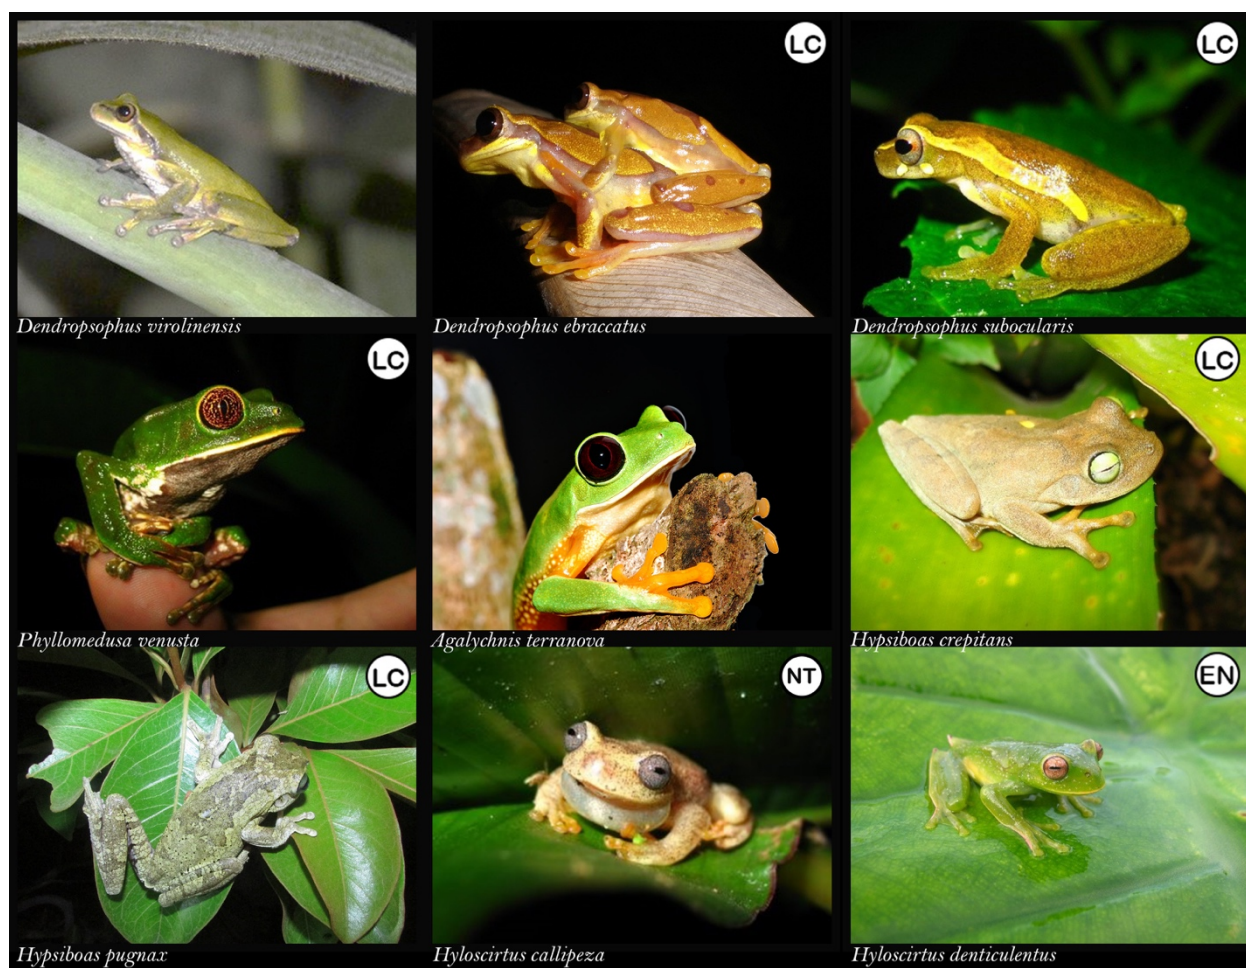 LC
LC
Dendropsophus virolinensis
Dendropsophus ebraccatus
Dendropsophus subocularis
LC
LC
Phyllomedusa venusta
Agalychnis terranova
Hypsiboas crepitans
LC
NT
EN
Hypsiboas pugnax
Hyloscirtus callipeza
Hyloscirtus denticulentus